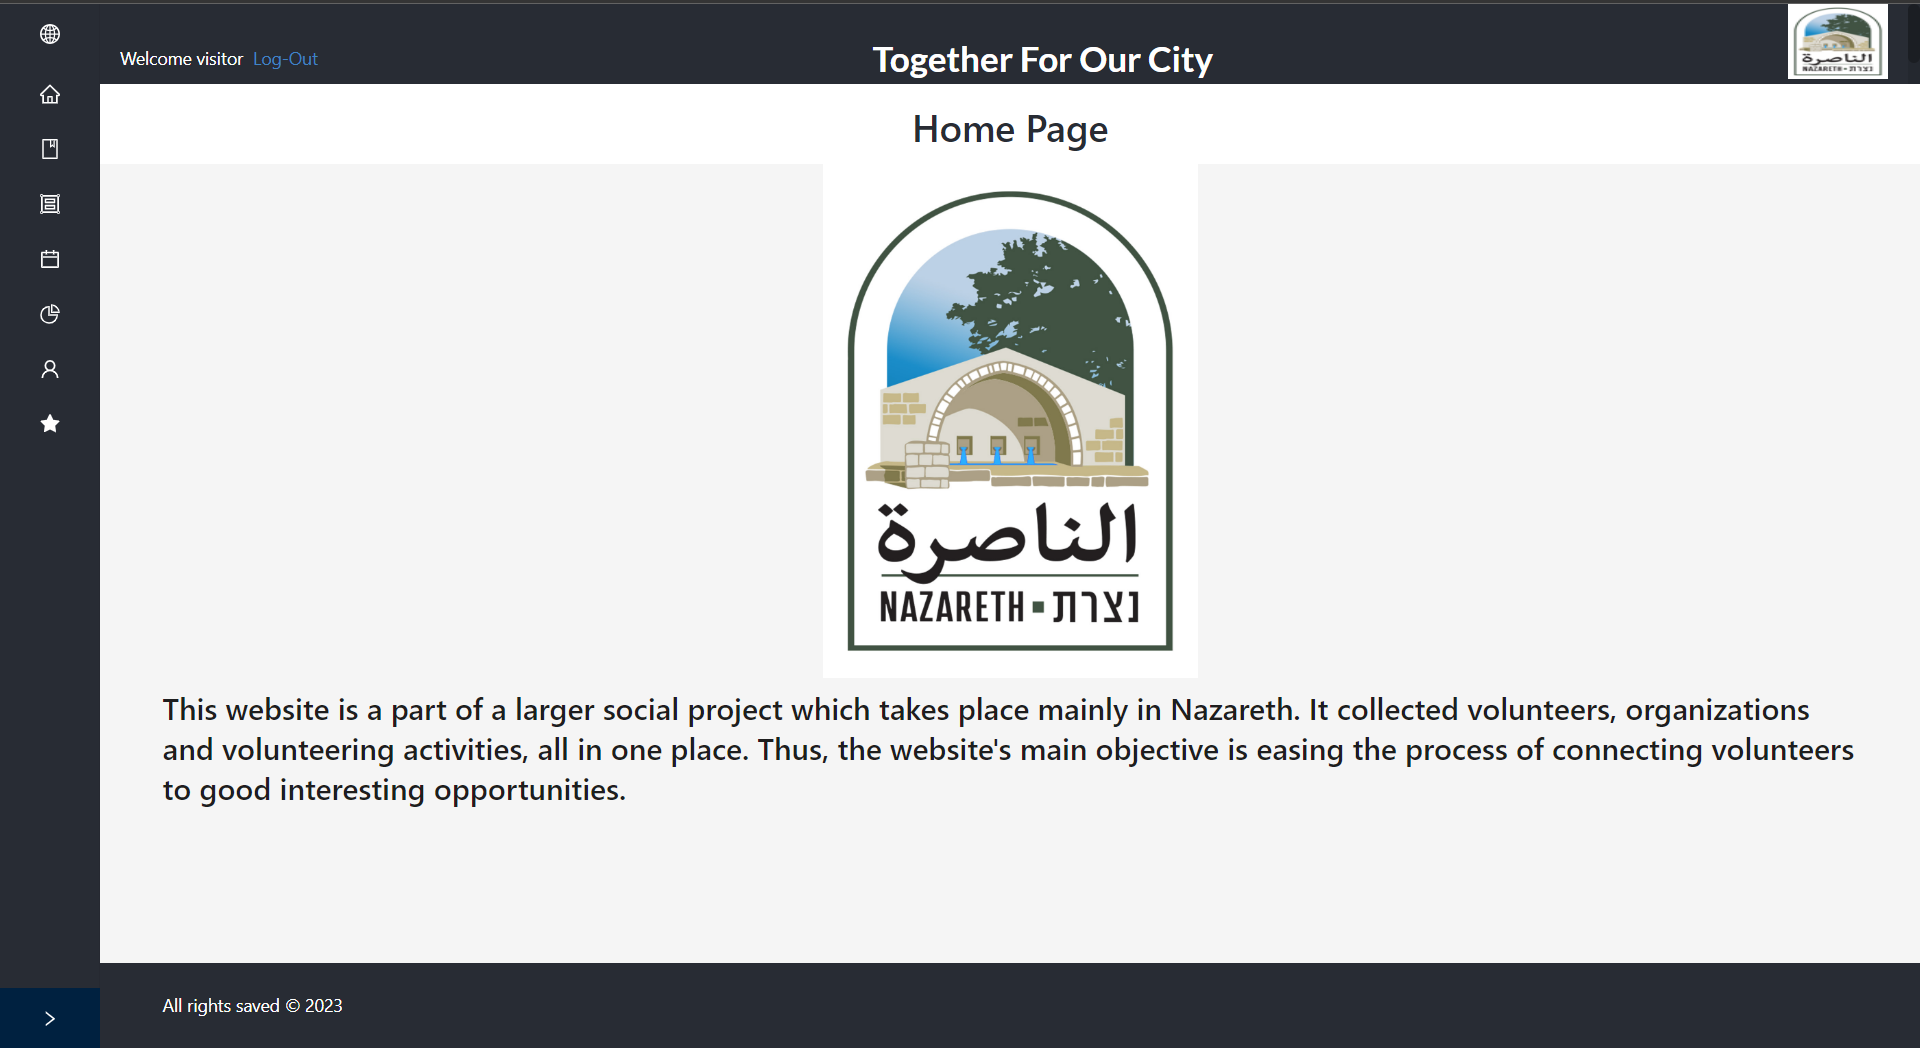 Welcome visitor Log-Out
Together For Our City
الناصرة
NAZARETH ▪ נצרת
Home Page
الناصرة
NAZARETH ▪ נצרת
This website is a part of a larger social project which takes place mainly in Nazareth. It collected volunteers, organizations
and volunteering activities, all in one place. Thus, the website's main objective is easing the process of connecting volunteers
to good interesting opportunities.
All rights saved © 2023